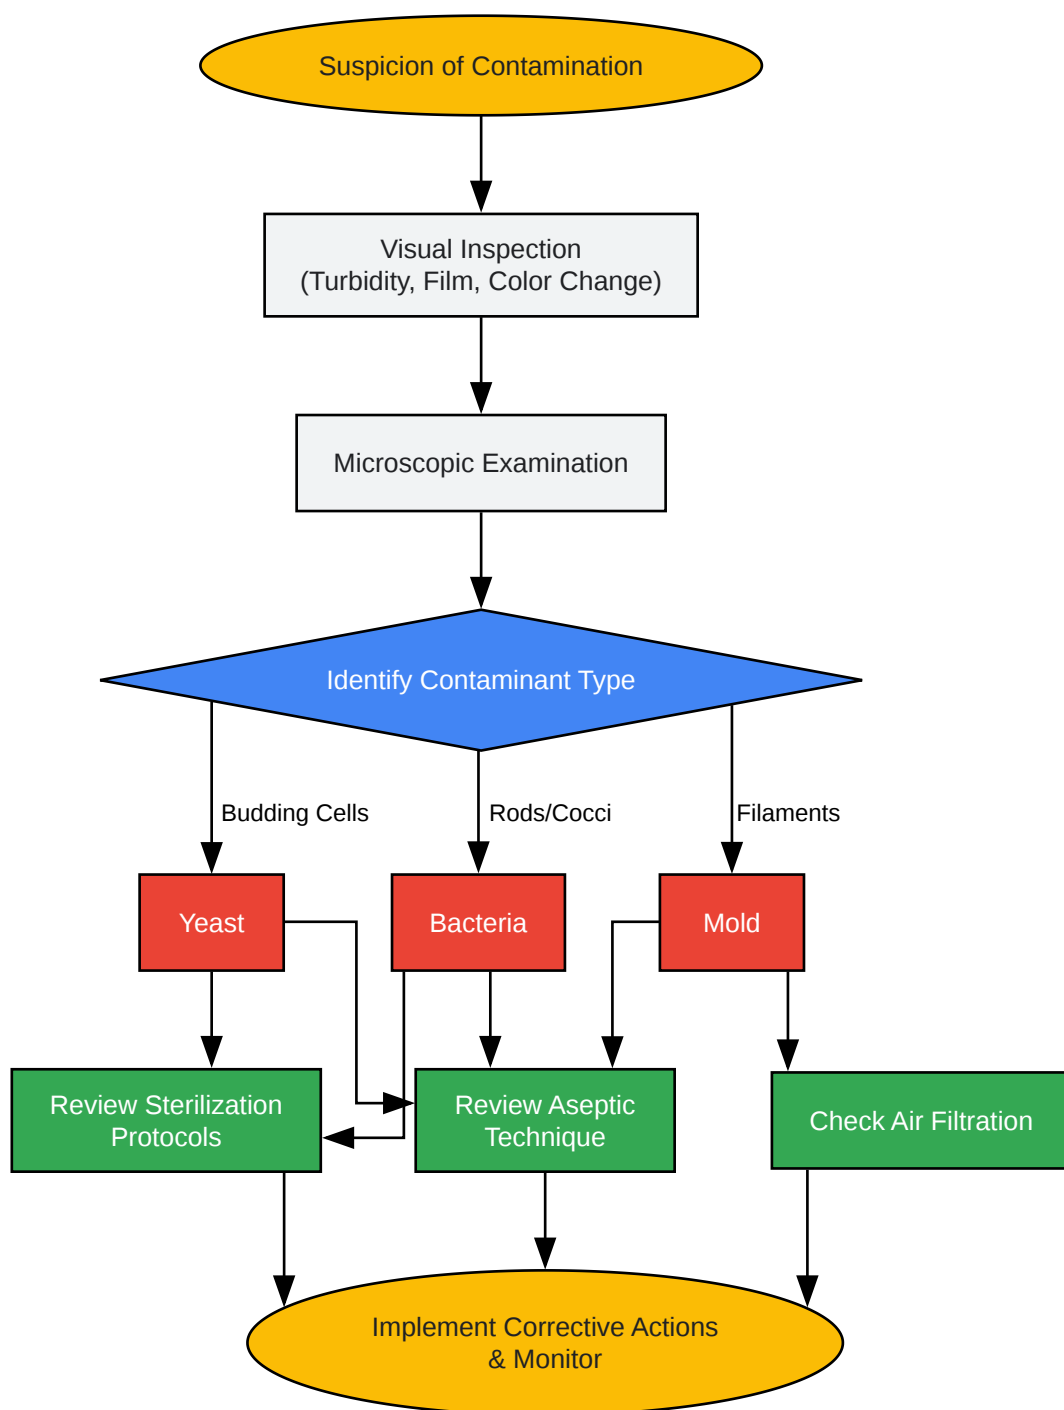 Suspicion of Contamination
Visual Inspection
(Turbidity, Film, Color Change)
Microscopic Examination
Identify Contaminant Type
Budding Cells
Rods/Cocci
Filaments
Yeast
Bacteria
Mold
Review Sterilization
Protocols
Review Aseptic
Technique
Check Air Filtration
Implement Corrective Actions
& Monitor